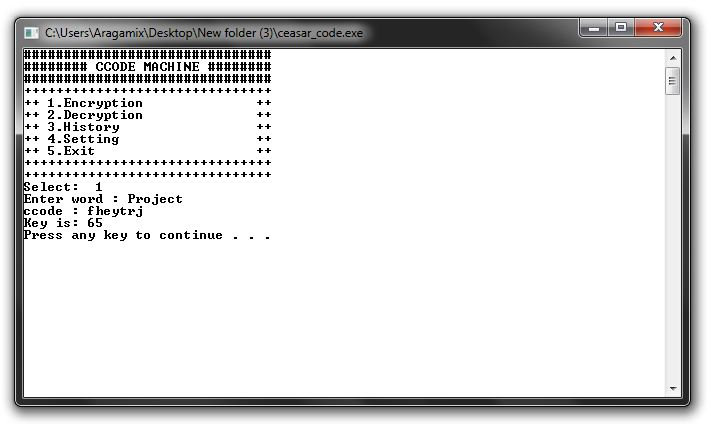 C:\Users\Aragamix\Desktop\New folder (3)\ceasar_code.exe
###############################
######## CCODE MACHINE ########
###############################
+++++++++++++++++++++++++++++++
++ 1.Encryption              ++
++ 2.Decryption              ++
++ 3.History                 ++
++ 4.Setting                 ++
++ 5.Exit                    ++
+++++++++++++++++++++++++++++++
+++++++++++++++++++++++++++++++
Select:  1
Enter word : Project
ccode : fheytrj
Key is: 65
Press any key to continue . . .